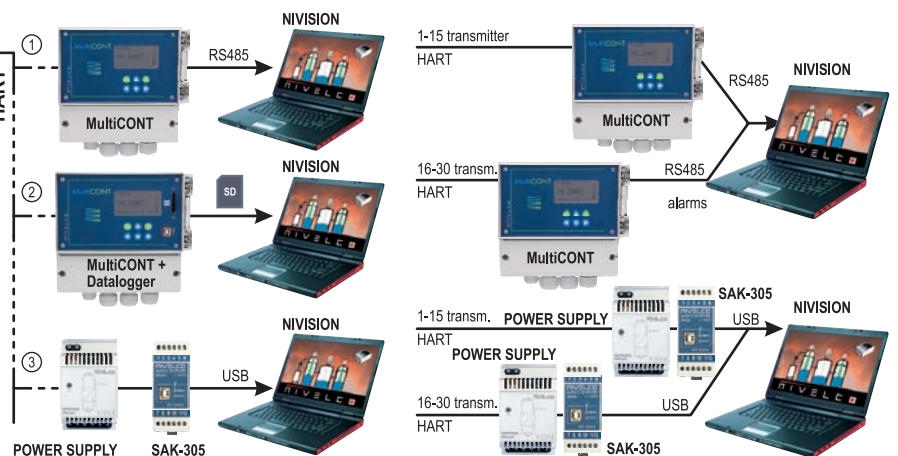 HART
1
NIVISION
RS485
MultiCONT
NIVELCO
2
NIVISION
SD
MultiCONT +
Datalogger
3
NIVISION
USB
POWER SUPPLY
SAK-305
1-15 transmitter
HART
RS485
NIVISION
MultiCONT
16-30 transm.
HART
RS485
alarms
MultiCONT
1-15 transm.
HART
POWER SUPPLY
SAK-305
USB
NIVISION
POWER SUPPLY
16-30 transm.
HART
USB
SAK-305